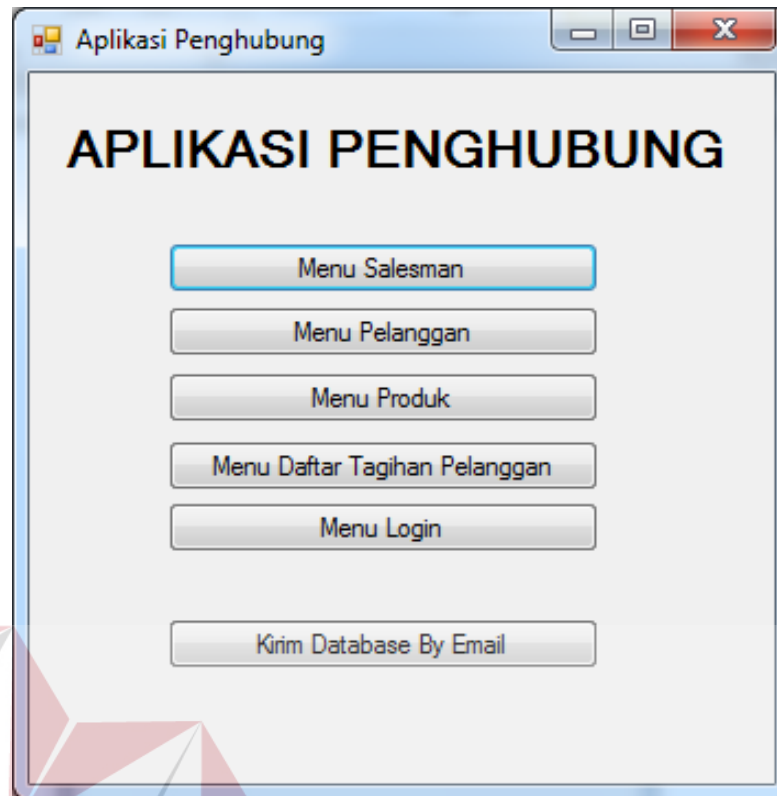 Aplikasi Penghubung
APLIKASI PENGHUBUNG
Menu Salesman
Menu Pelanggan
Menu Produk
Menu Daftar Tagihan Pelanggan
Menu Login
Kirim Database By Email